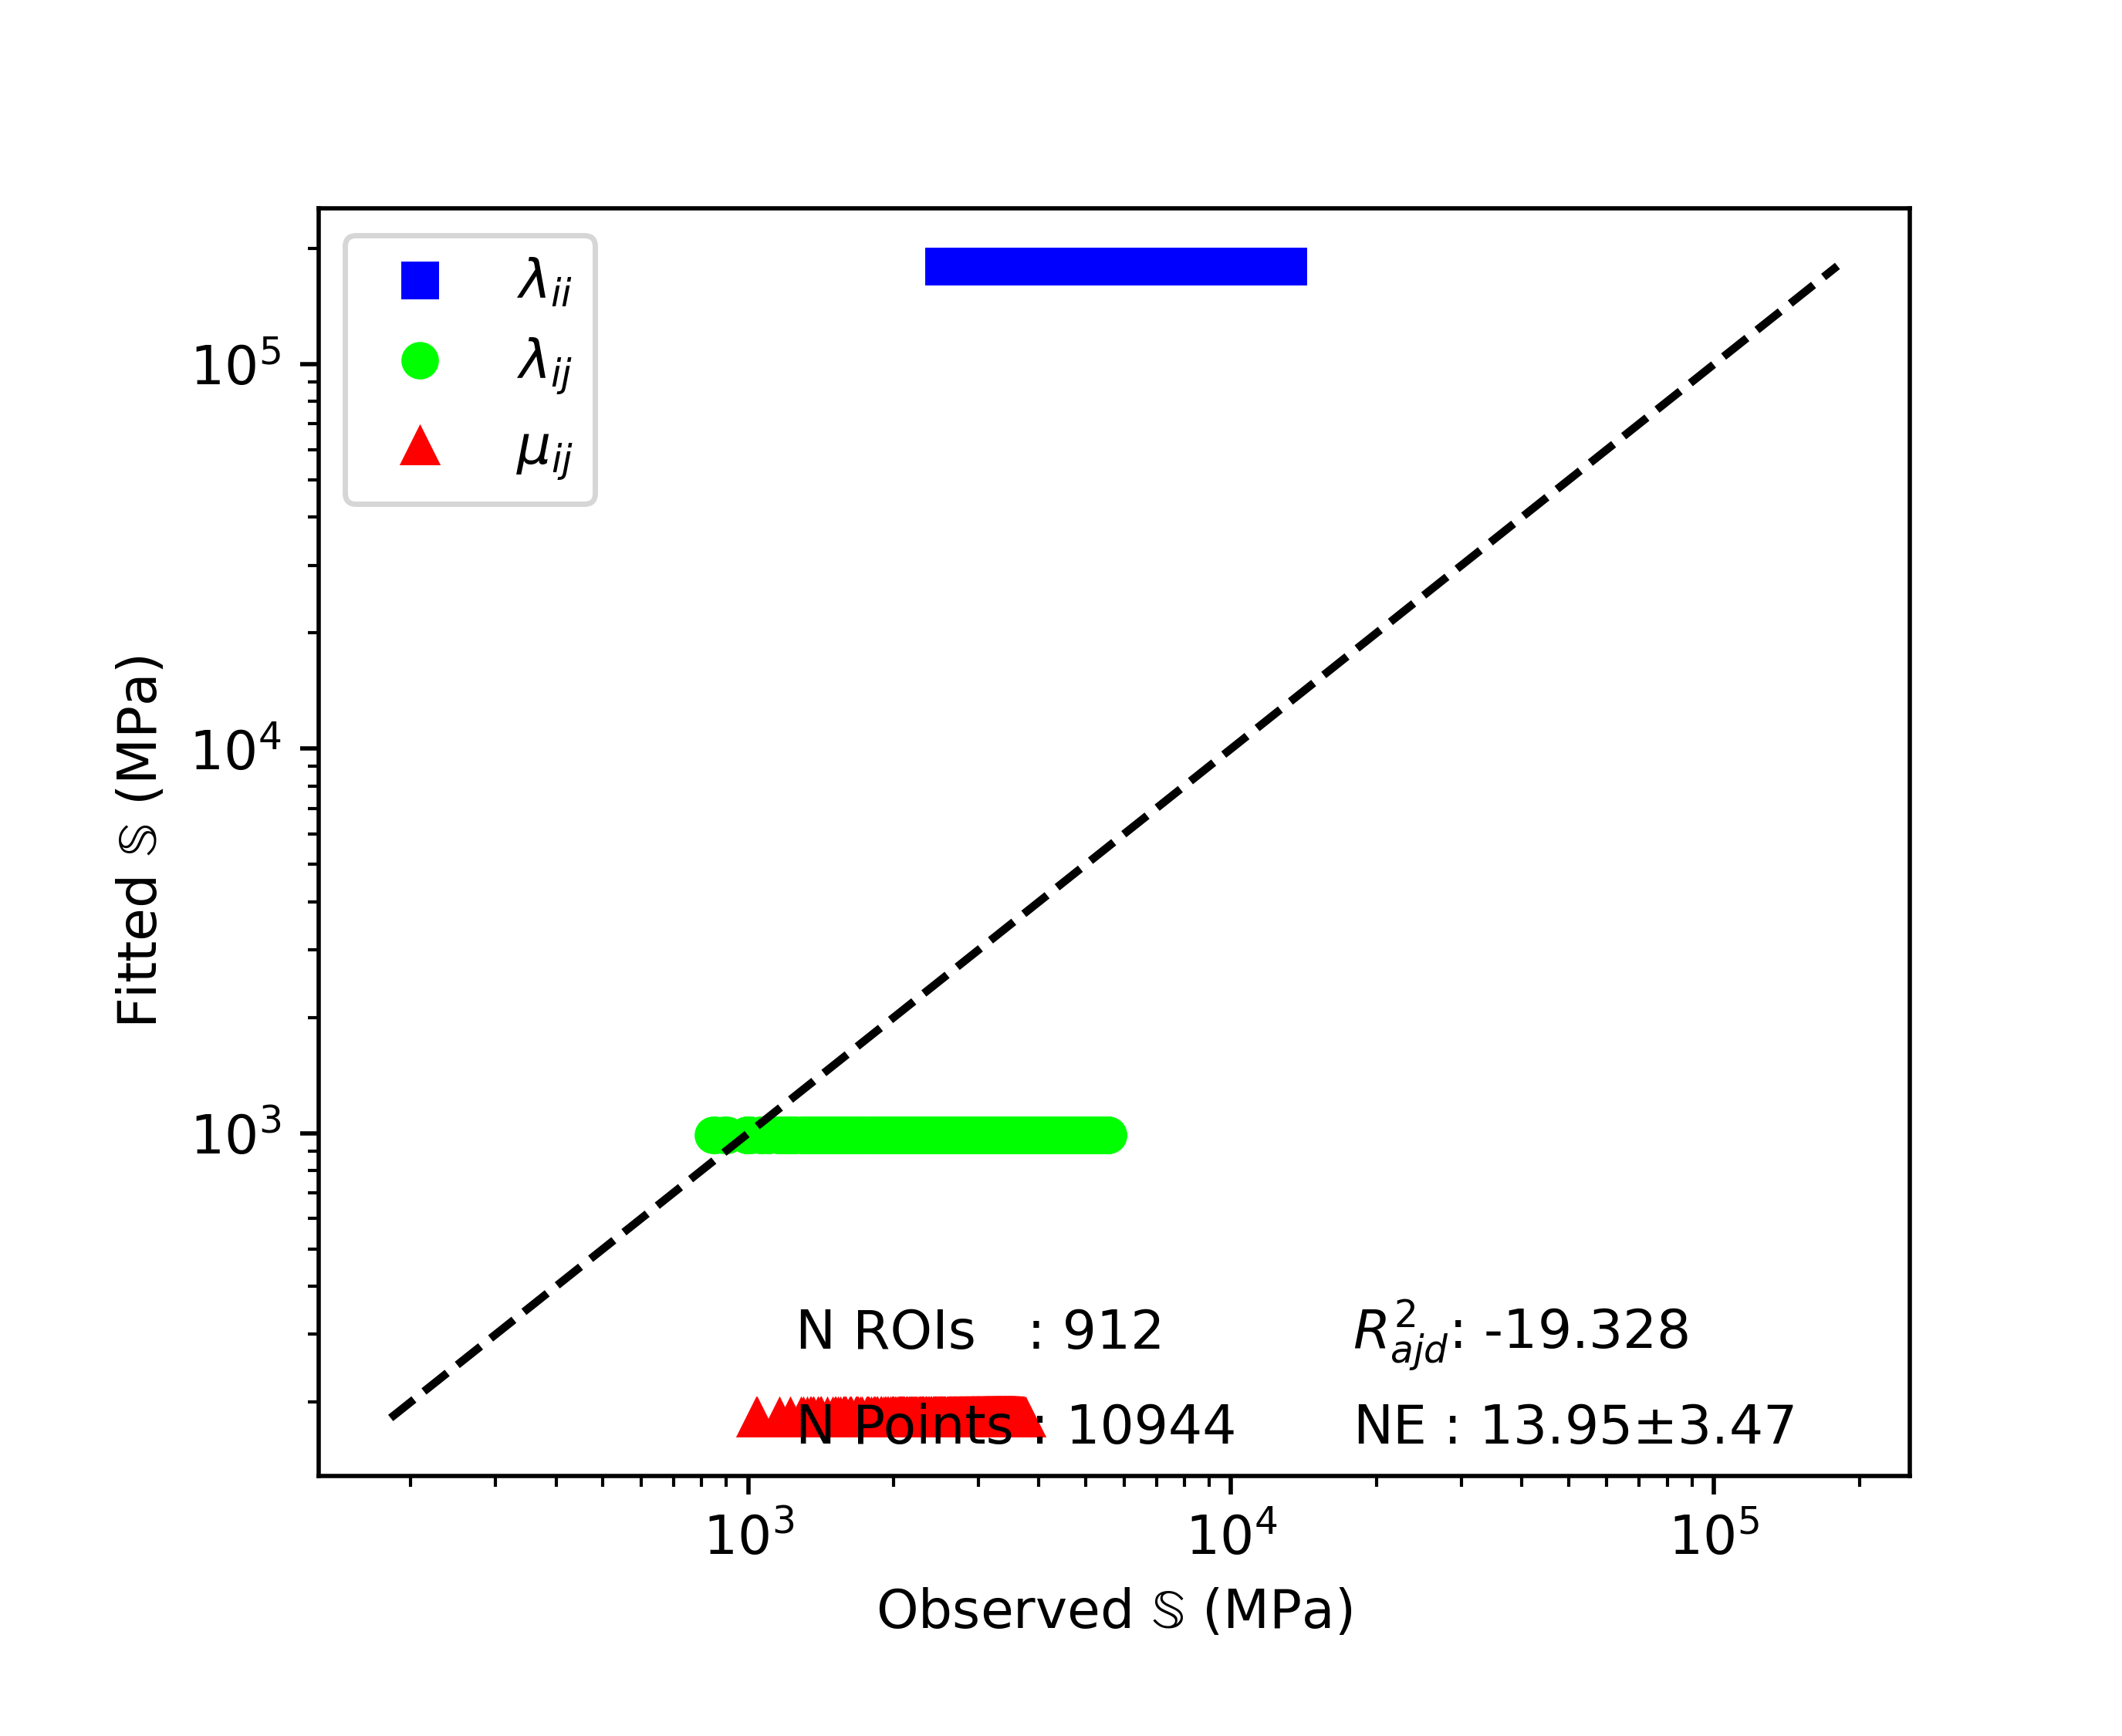 λii
λij
μij
10^5
10^4
10^3
Fitted 𝕊 (MPa)
N ROIs : 912
R^2_ajd: -19.328
N Points : 10944
NE : 13.95±3.47
10^3
10^4
10^5
Observed 𝕊 (MPa)